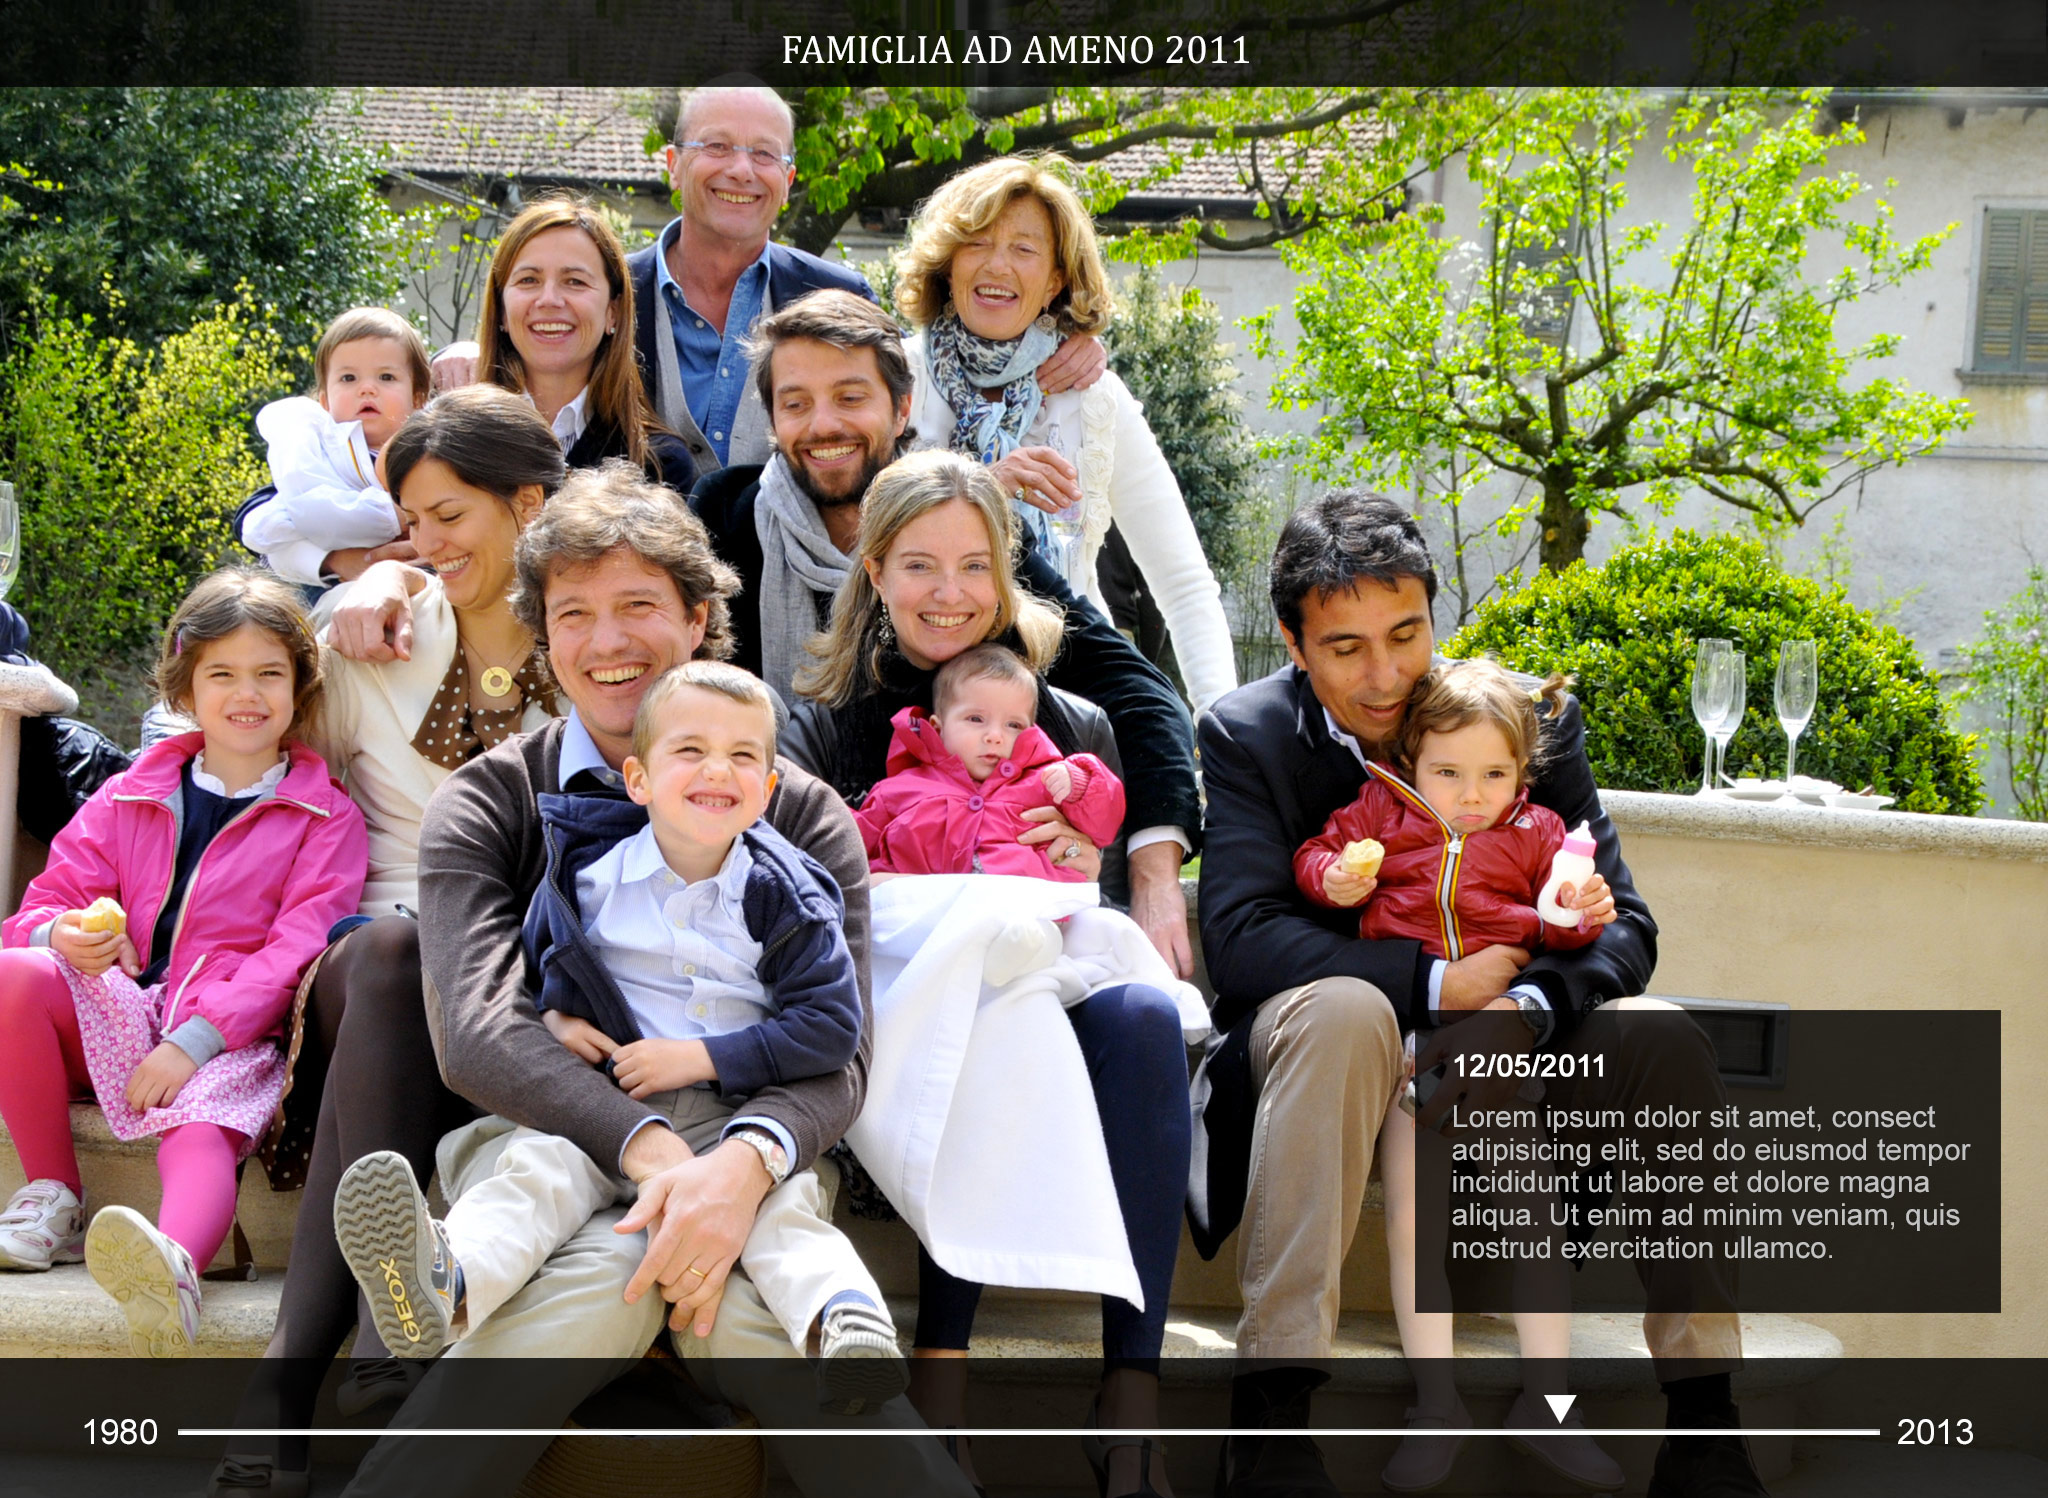 FAMIGLIA AD AMENO 2011
GEOX
12/05/2011
Lorem ipsum dolor sit amet, consect
adipisicing elit, sed do eiusmod tempor
incididunt ut labore et dolore magna
aliqua. Ut enim ad minim veniam, quis
nostrud exercitation ullamco.
1980
2013